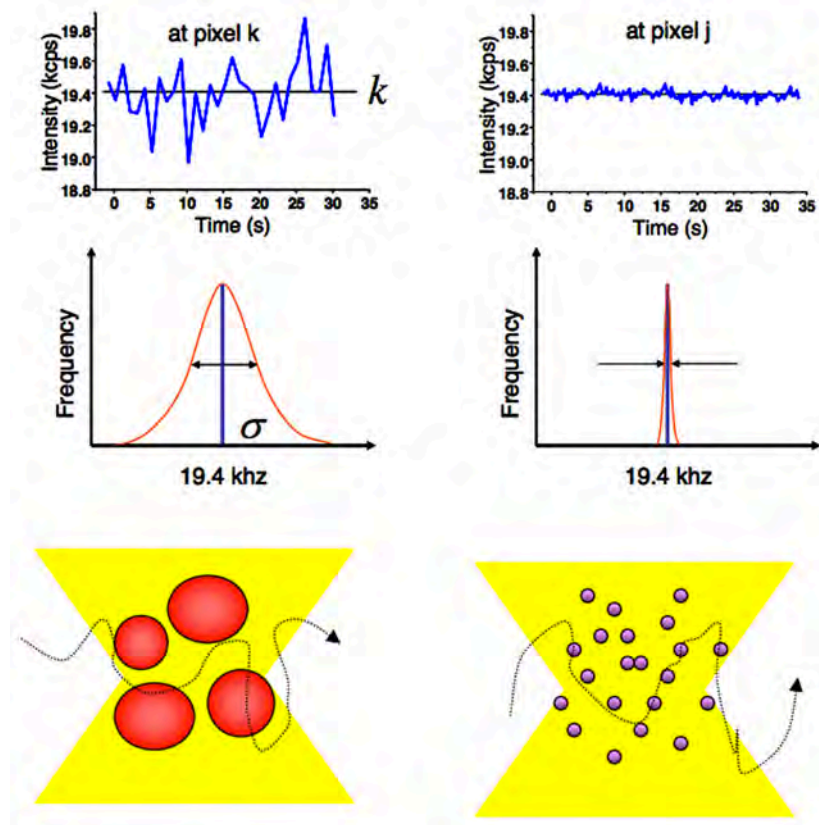 at pixel k
Intensity (kcps)
19.8
19.6
19.4
19.2
19.0
18.8
k
0 5 10 15 20 25 30 35
Time (s)
at pixel j
Intensity (kcps)
19.8
19.6
19.4
19.2
19.0
18.8
0 5 10 15 20 25 30 35
Time (s)
Frequency
σ
19.4 khz
Frequency
19.4 khz